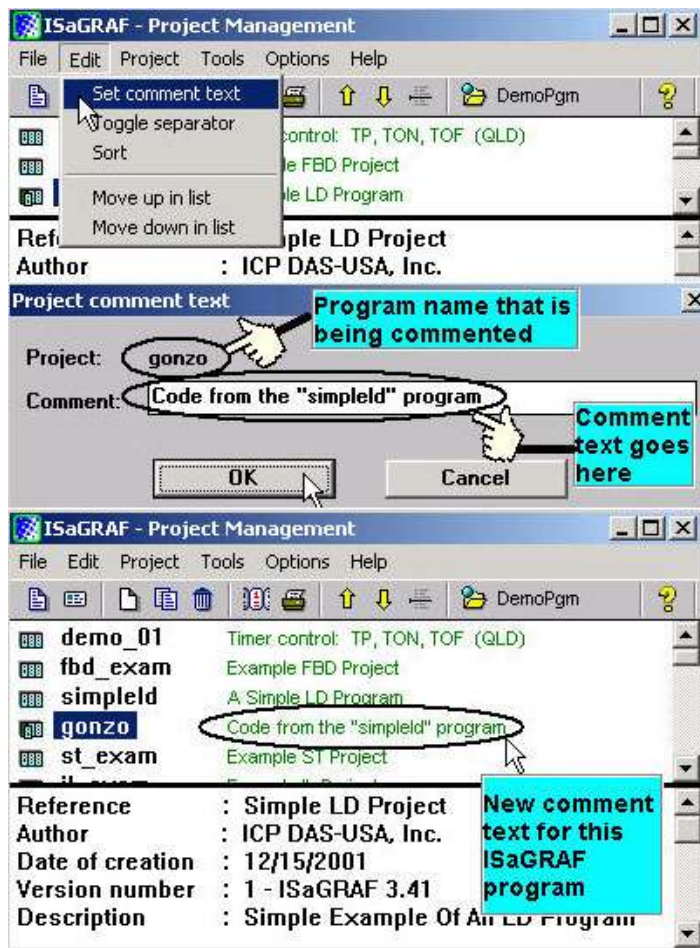 ISaGRAF - Project Management
File Edit Project Tools Options Help
DemoPgm
Set comment text
Toggle separator
Sort
Move up in list
Move down in list
control: TP, TON, TOF (QLD)
le FBD Project
ple LD Program
Ref ple LD Project
Author : ICP DAS-USA, Inc.
Project comment text
Program name that is
being commented
Project: gonzo
Comment: Code from the "simpleld" program
Comment
text goes
here
OK Cancel
ISaGRAF - Project Management
File Edit Project Tools Options Help
DemoPgm
demo_01 Timer control: TP, TON, TOF (QLD)
fbd_exam Example FBD Project
simpleld A Simple LD Program
gonzo Code from the "simpleld" program
st_exam Example ST Project
Reference : Simple LD Project
Author : ICP DAS-USA, Inc.
Date of creation : 12/15/2001
Version number : 1 - ISaGRAF 3.41
Description : Simple Example Of An LD Program
New comment
text for this
ISaGRAF
program